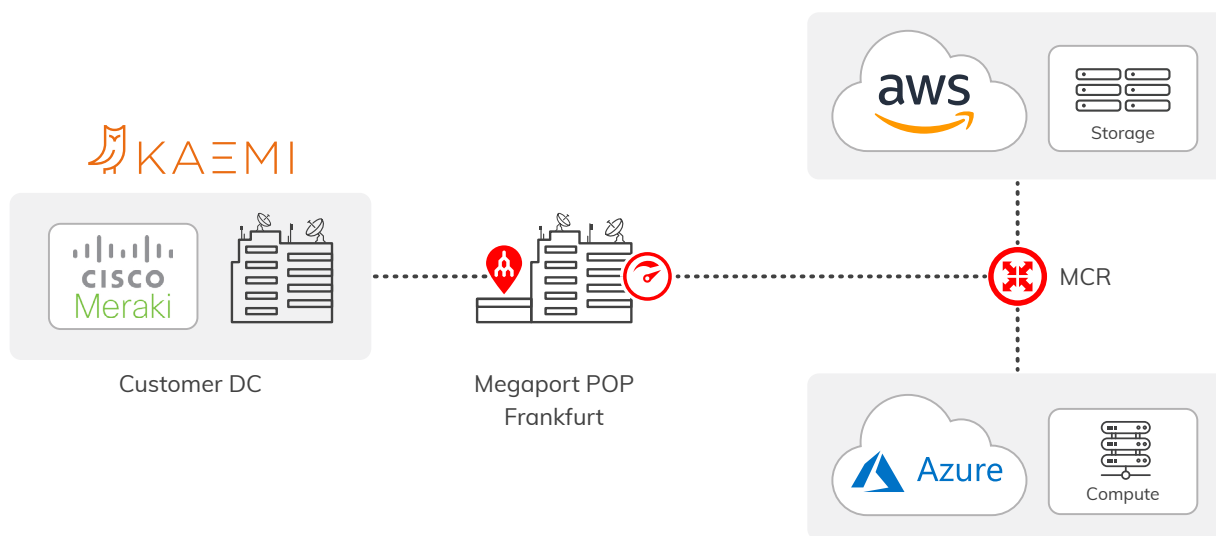 KAEMI
CISCO
Meraki
Customer DC
Megaport POP
Frankfurt
aws
Storage
MCR
Azure
Compute